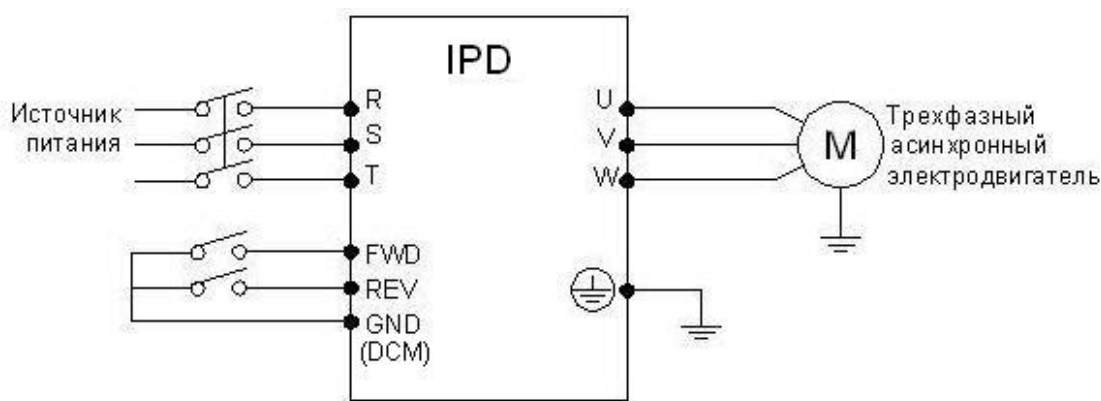 IPD
Источник
питания
R
S
T
FWD
REV
GND
(DCM)
U
V
W
M
Трехфазный
асинхронный
электродвигатель